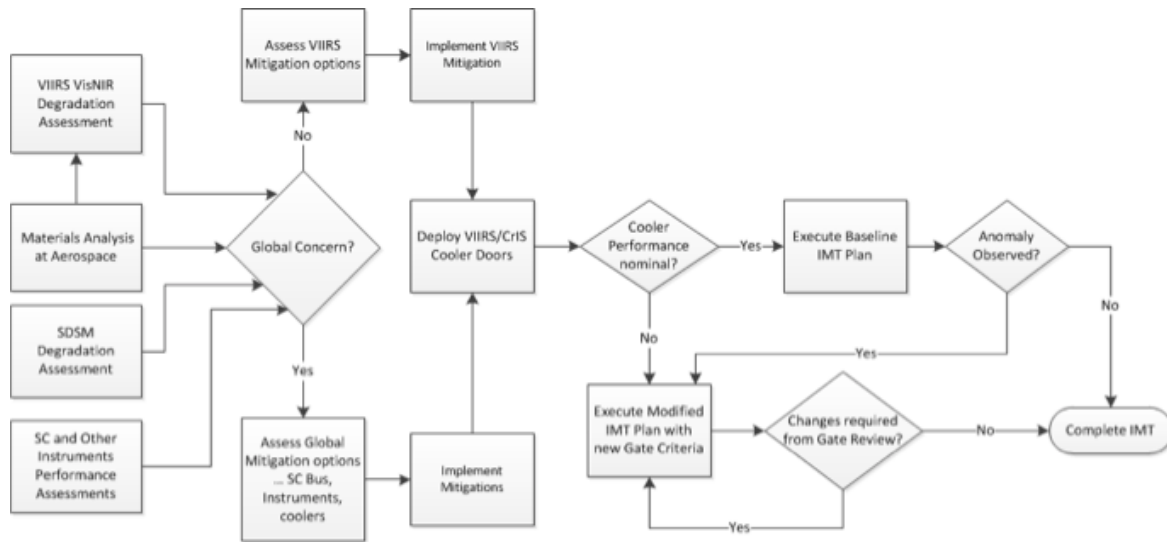 Assess VIIRS
Mitigation options
Implement VIIRS
Mitigation
VIIRS VisNIR
Degradation
Assessment
No
Materials Analysis
at Aerospace
Global Concern?
Deploy VIIRS/CrIS
Cooler Doors
Cooler
Performance
nominal?
Yes
Execute Baseline
IMT Plan
Anomaly
Observed?
No
No
SDSM
Degradation
Assessment
Yes
Yes
Execute Modified
IMT Plan with
new Gate Criteria
Changes required
from Gate Review?
No
Complete IMT
SC and Other
Instruments
Performance
Assessments
Assess Global
Mitigation options
... SC Bus,
Instruments,
coolers
Implement
Mitigations
Yes